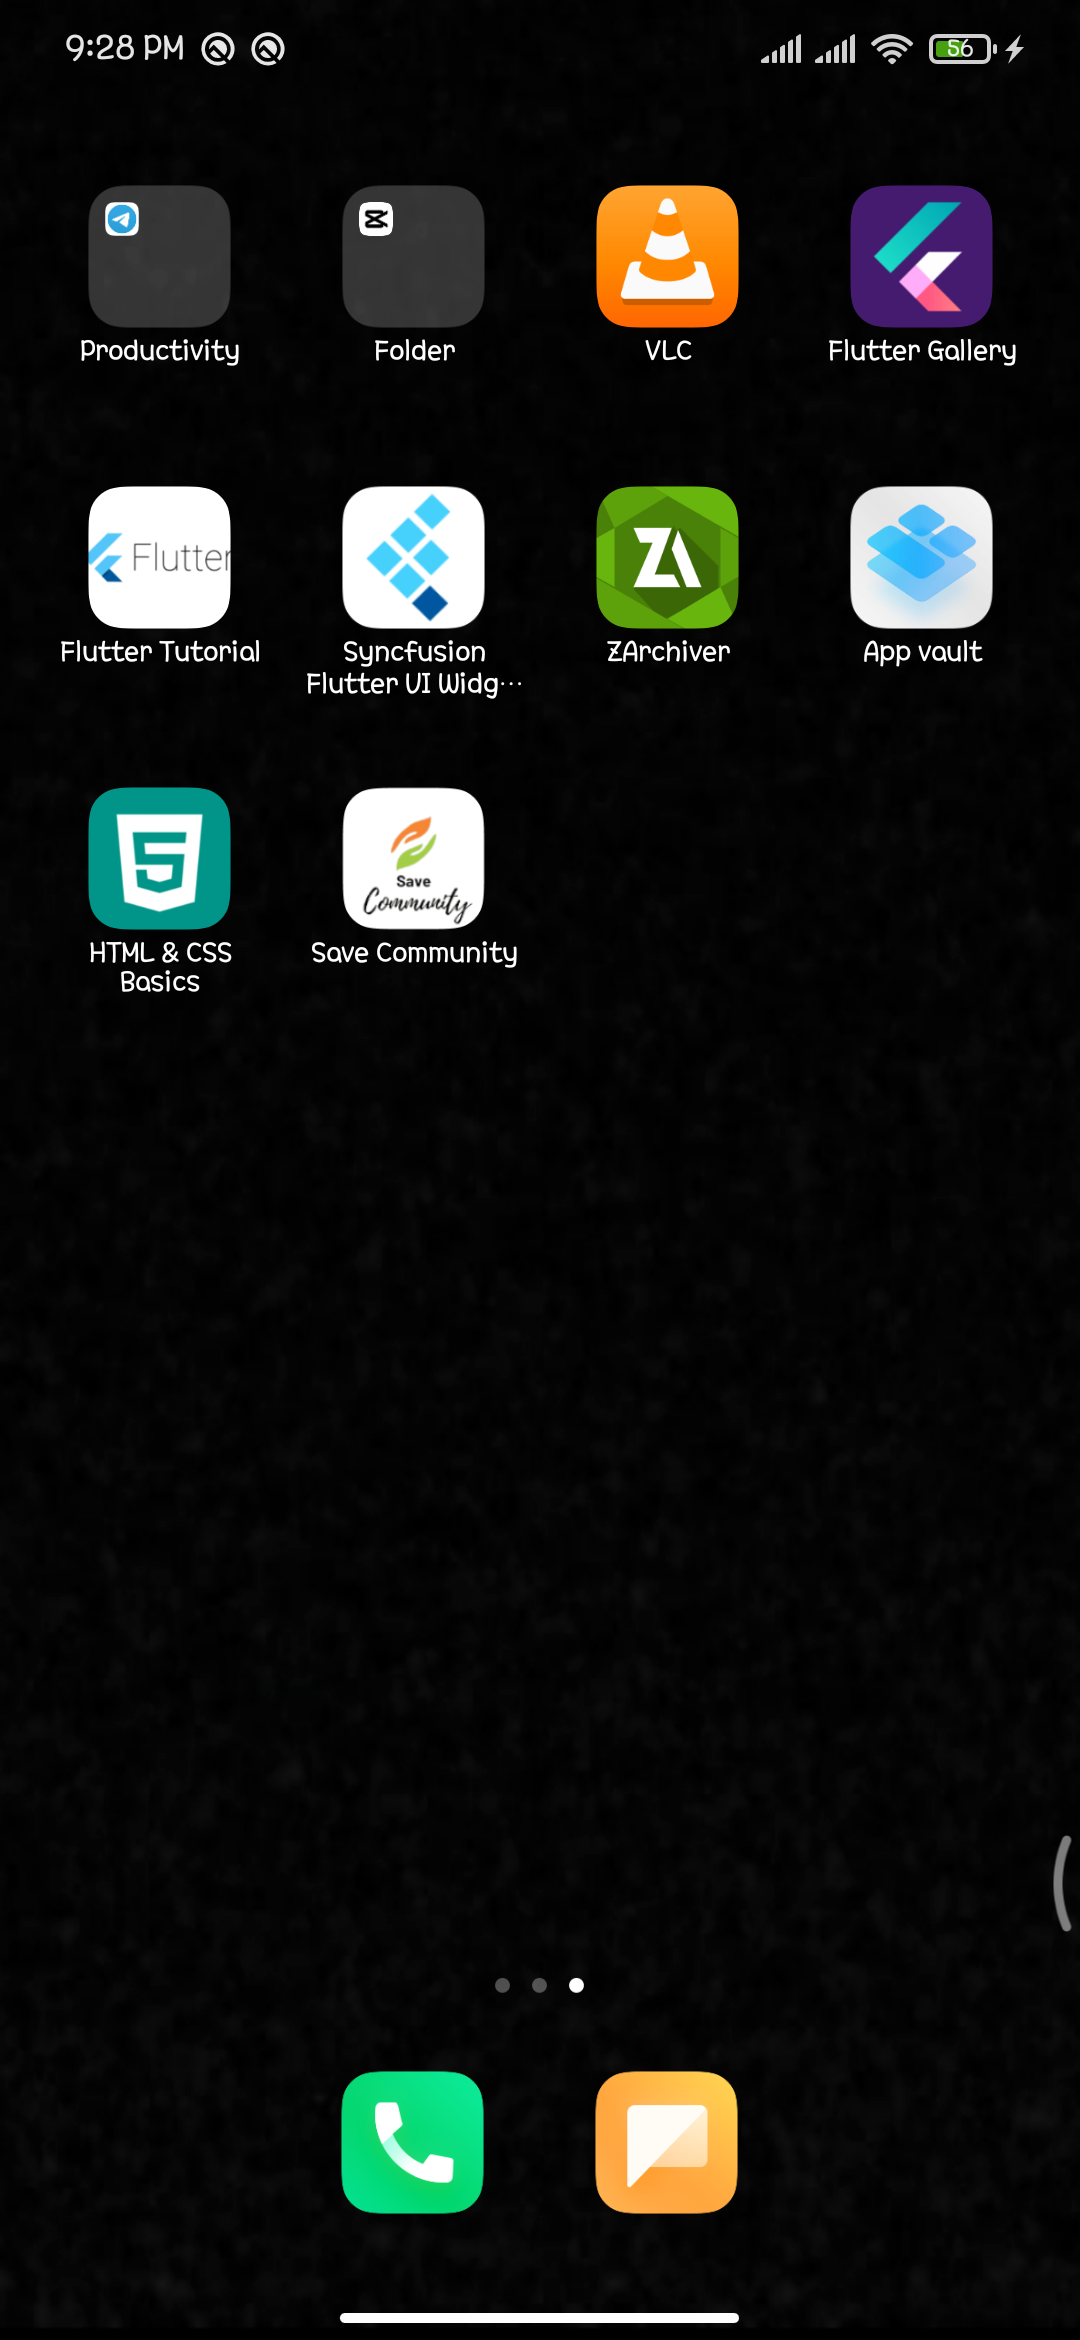 9:28 PM
56
Productivity
Folder
VLC
Flutter Gallery
Flutter
Flutter Tutorial
Syncfusion
Flutter UI Widg...
ZA
ZArchiver
App vault
5
HTML & CSS
Basics
Save
Community
Save Community